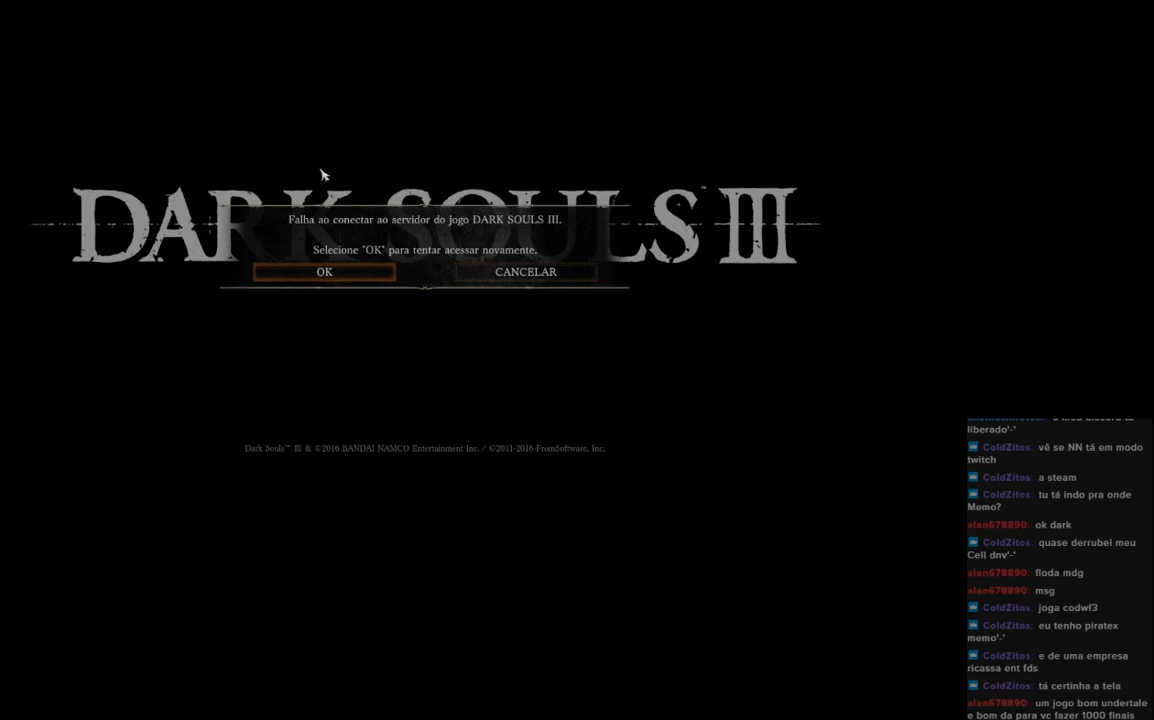 DARK SOULS III
Falha ao conectar ao servidor do jogo DARK SOULS III.
Selecione "OK" para tentar acessar novamente.
OK
CANCELAR
Dark Souls™ III & ©2016 BANDAI NAMCO Entertainment Inc. / ©2011-2016 FromSoftware, Inc.
liberado'-'
ColdZitos: vê se NN tá em modo
twitch
ColdZitos: a steam
ColdZitos: tu tá indo pra onde
Memo?
alan678890: ok dark
ColdZitos: quase derrubei meu
Cell dnv'-'
alan678890: floda mdg
alan678890: msg
ColdZitos: joga codwf3
ColdZitos: eu tenho piratex
memo'-'
ColdZitos: e de uma empresa
ricassa ent fds
ColdZitos: tá certinha a tela
alan678890: um jogo bom undertale
e bom da para vc fazer 1000 finais